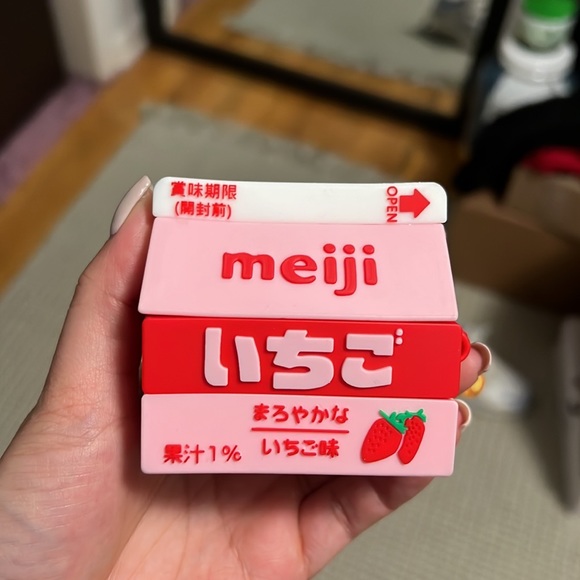 賞味期限
(開封前)
OPEN
meiji
いちご
まろやかな
いちご味
果汁1%